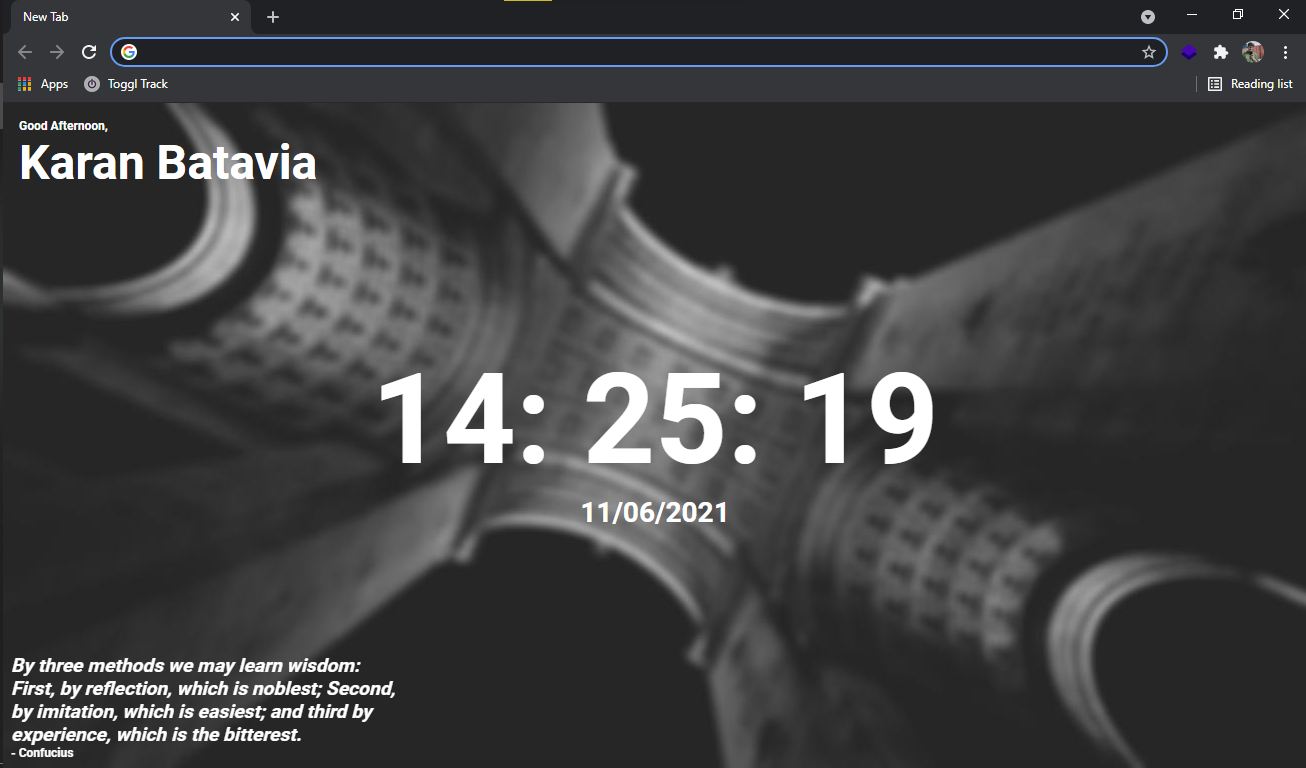 New Tab
Apps
Toggl Track
Reading list
Good Afternoon,
Karan Batavia
14: 25: 19
11/06/2021
By three methods we may learn wisdom:
First, by reflection, which is noblest; Second,
by imitation, which is easiest; and third by
experience, which is the bitterest.
- Confucius